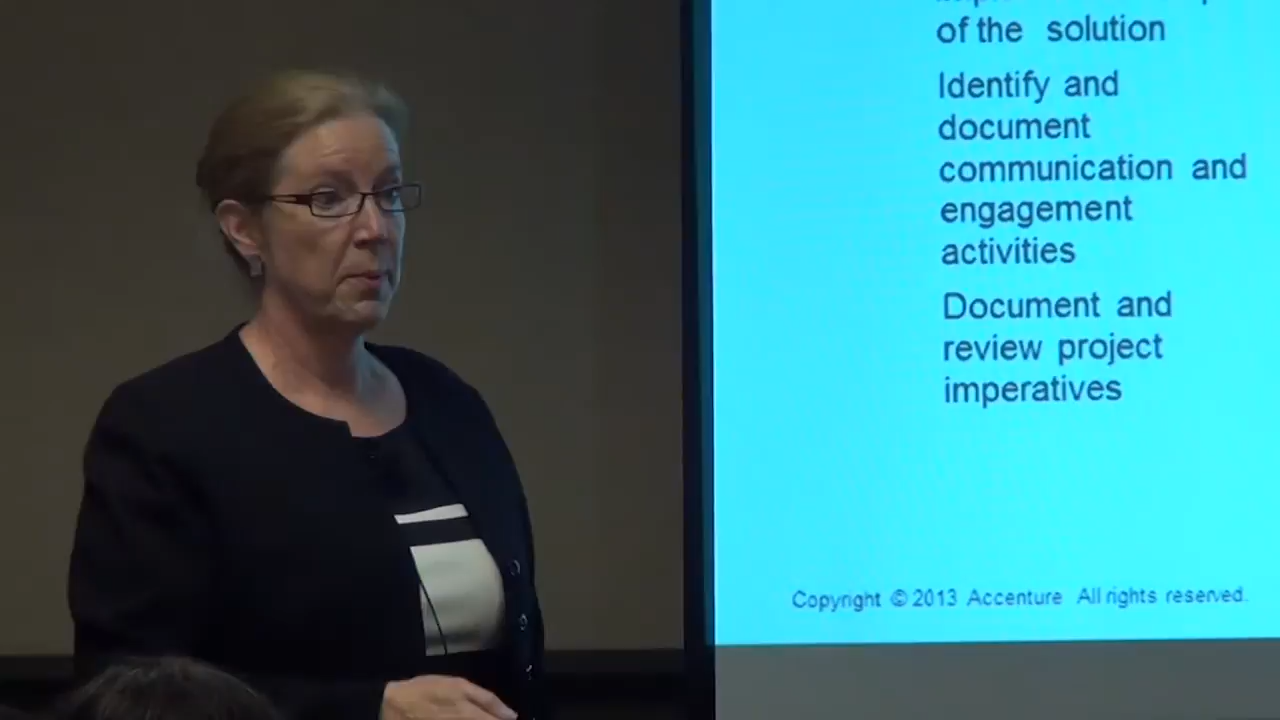 of the solution
Identify and
document
communication and
engagement
activities
Document and
review project
imperatives
Copyright © 2013 Accenture All rights reserved.